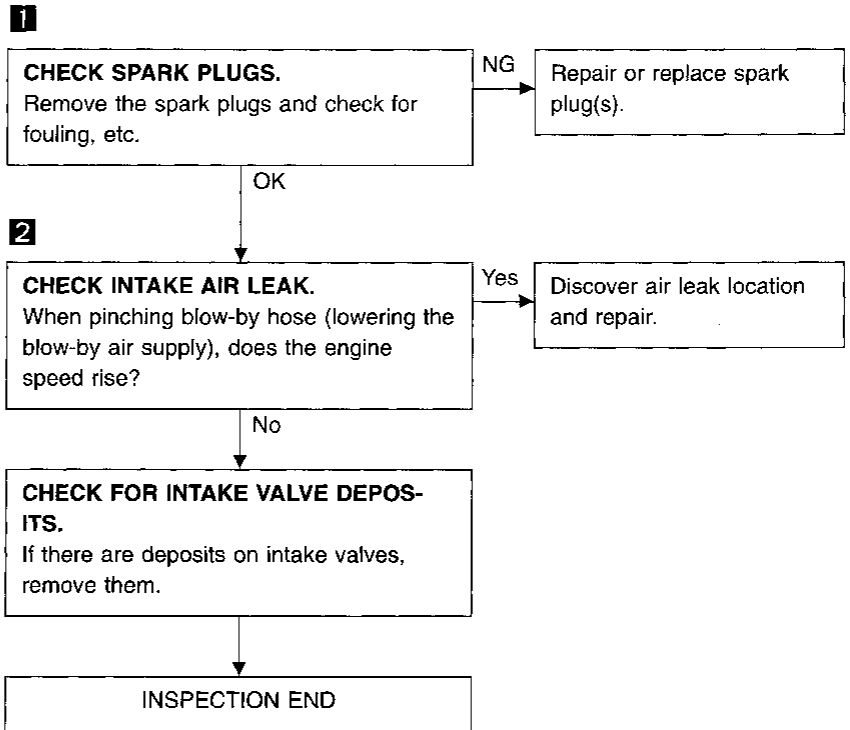 1
CHECK SPARK PLUGS.
Remove the spark plugs and check for
fouling, etc.
NG
Repair or replace spark
plug(s).
OK
2
CHECK INTAKE AIR LEAK.
When pinching blow-by hose (lowering the
blow-by air supply), does the engine
speed rise?
Yes
Discover air leak location
and repair.
No
CHECK FOR INTAKE VALVE DEPOS-
ITS.
If there are deposits on intake valves,
remove them.
INSPECTION END